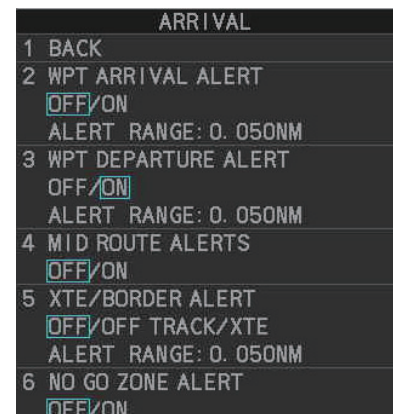 ARRIVAL
1 BACK
2 WPT ARRIVAL ALERT
OFF/ON
ALERT RANGE: 0.050NM
3 WPT DEPARTURE ALERT
OFF/ON
ALERT RANGE: 0.050NM
4 MID ROUTE ALERTS
OFF/ON
5 XTE/BORDER ALERT
OFF/OFF TRACK/XTE
ALERT RANGE: 0.050NM
6 NO GO ZONE ALERT
OFF/ON